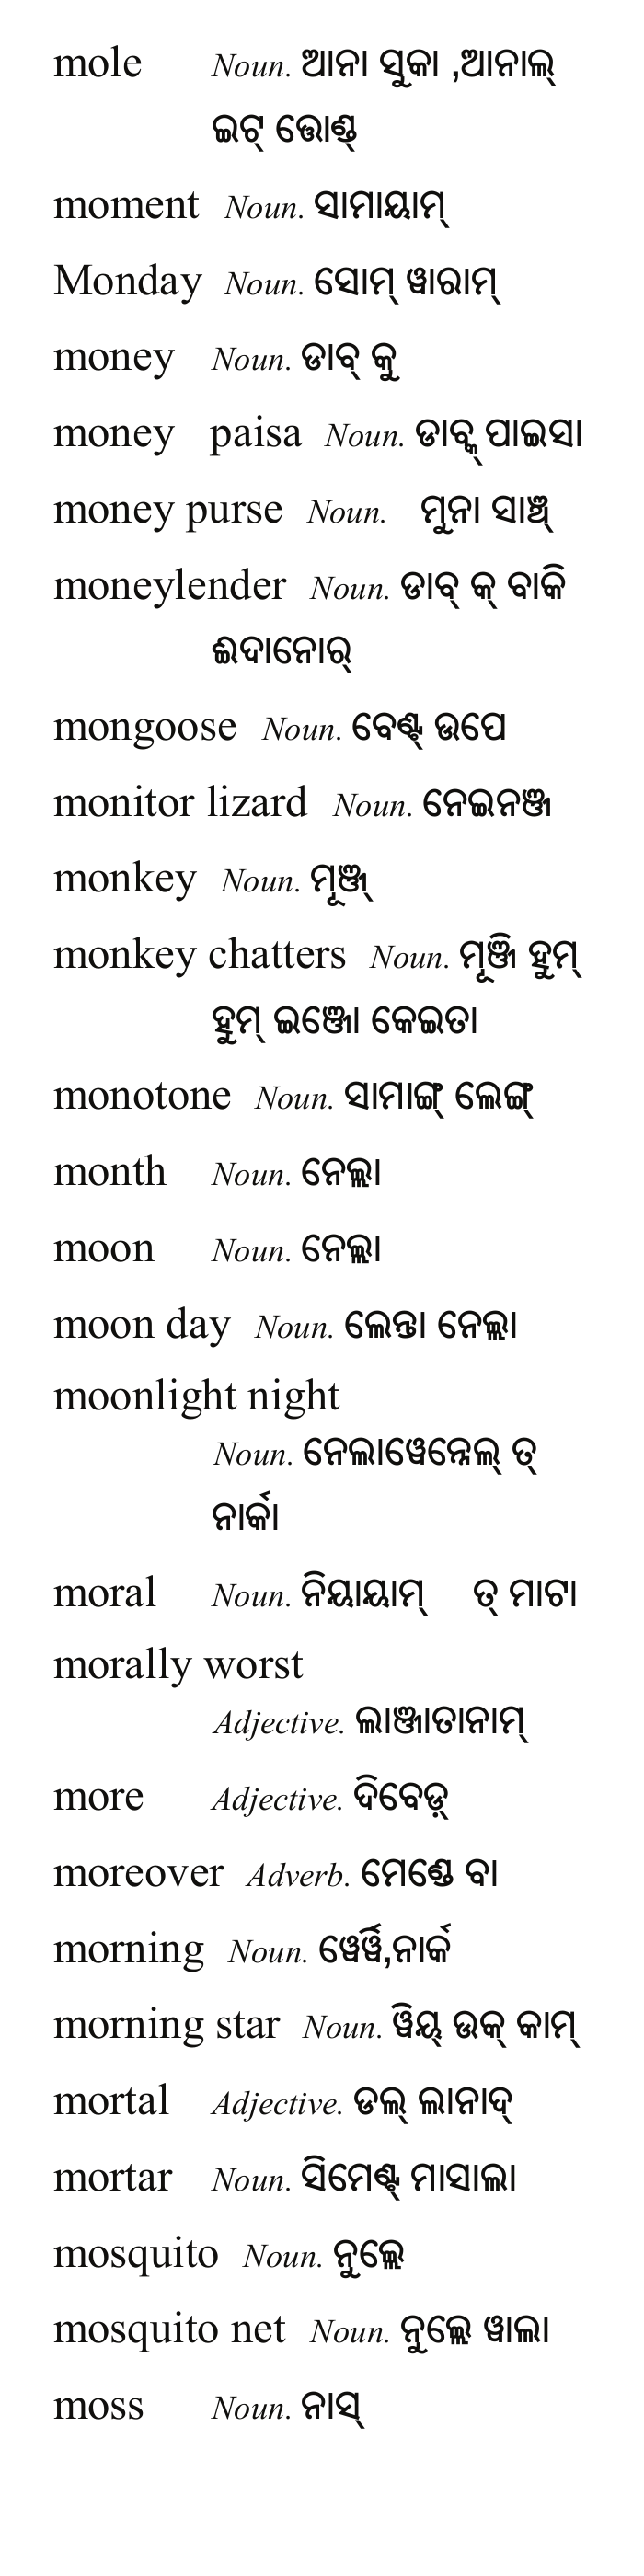 mole Noun. ଆନା ସୁକା ,ଆନାଲ୍
ଇଟ୍ ତ୍ତୋଣ୍ଡ୍
moment Noun. ସାମାୟାମ୍
Monday Noun. ସୋମ୍ ୱାରାମ୍
money Noun. ଡାବ୍ କୁ
money paisa Noun. ଡାବ୍କୁ ପାଇସା
money purse Noun. ମୁନା ସାଞ୍ଚ୍
moneylender Noun. ଡାବ୍ କ୍ ବାକି
ଈଦାନୋର୍
mongoose Noun. ବେଣ୍ଟ୍ ଉପେ
monitor lizard Noun. ନେଇନଞ୍ଜ
monkey Noun. ମୂଞ୍ଜ୍
monkey chatters Noun. ମୂଞ୍ଜି ହୁମ୍
ହୁମ୍ ଇଞ୍ଜୋ କେଇତା
monotone Noun. ସାମାଙ୍ଗ୍ ଲେଙ୍ଗ୍
month Noun. ନେଲ୍ଲା
moon Noun. ନେଲ୍ଲା
moon day Noun. ଲେନ୍ତା ନେଲ୍ଲା
moonlight night
Noun. ନେଲାୱେନ୍ନେଲ୍ ତ୍
ନାର୍କା
moral Noun. ନିୟାୟାମ୍ ତ୍ ମାଟା
morally worst
Adjective. ଲାଞ୍ଜାତାନାମ୍
more Adjective. ଦିବେଡ଼୍
moreover Adverb. ମେଣ୍ଡେ ବା
morning Noun. ୱେର୍ୱି,ନାର୍କ
morning star Noun. ୱିୟ୍ ଉକ୍ କାମ୍
mortal Adjective. ଡଲ୍ ଲାନାଦ୍
mortar Noun. ସିମେଣ୍ଟ୍ ମାସାଲା
mosquito Noun. ନୁଲ୍ଲେ
mosquito net Noun. ନୁଲ୍ଲେ ୱାଲା
moss Noun. ନାସ୍